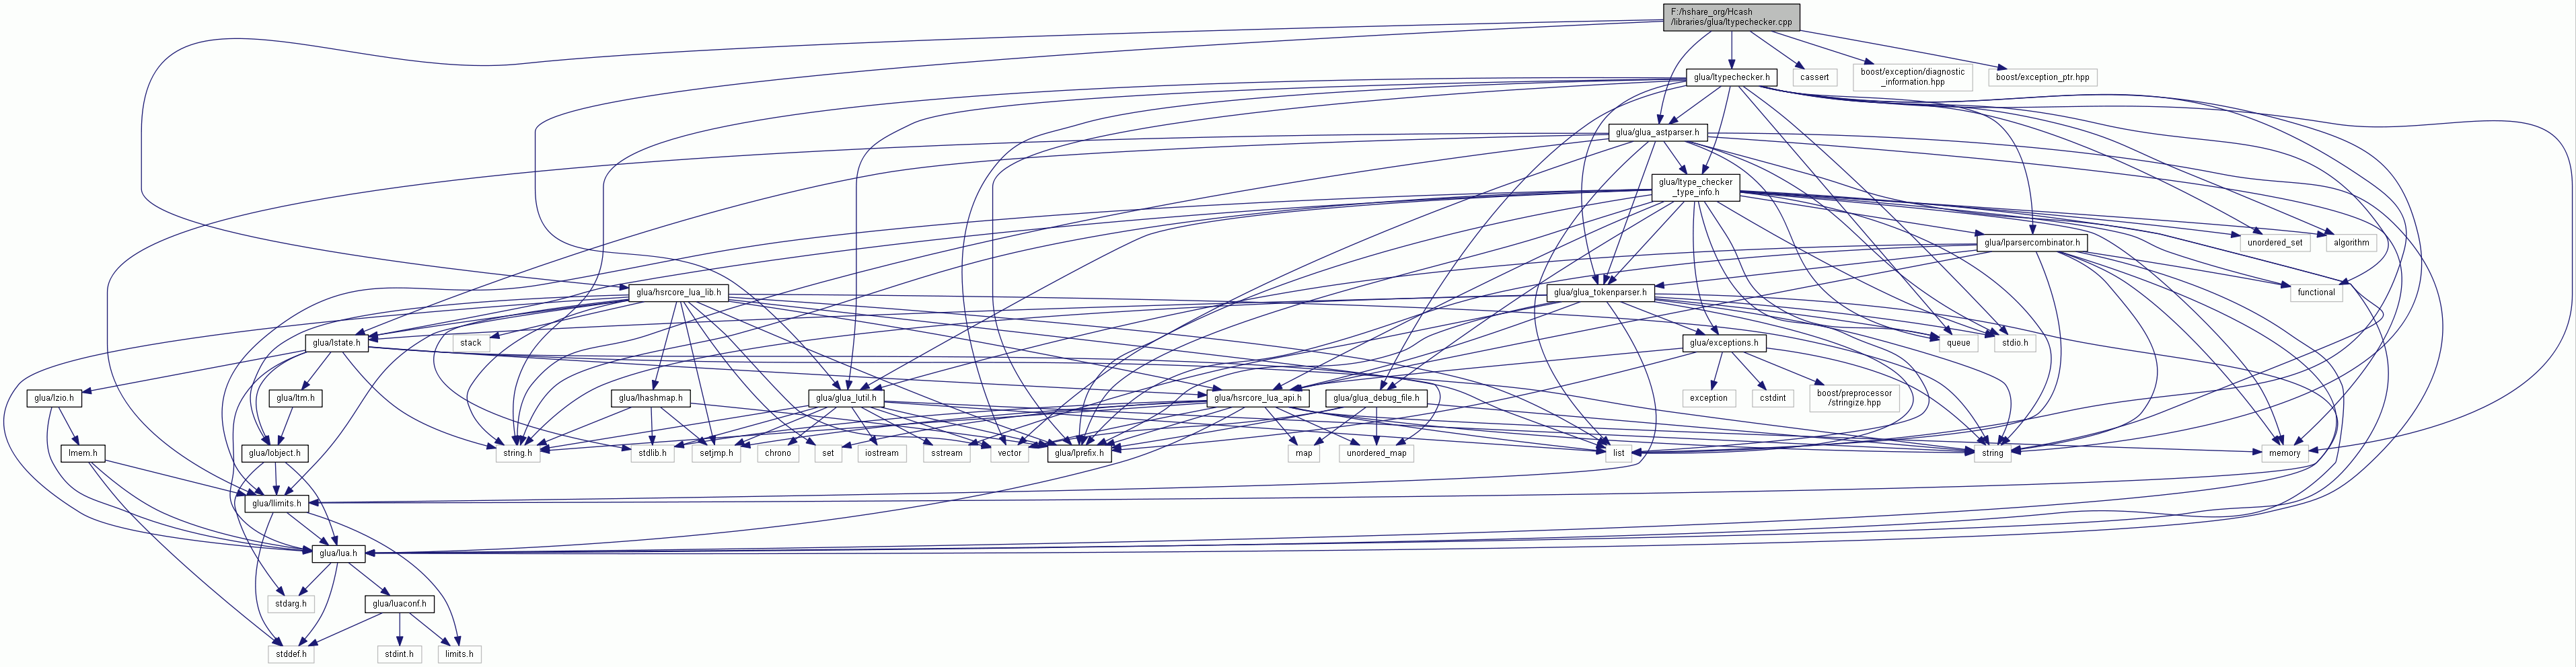 F:/hshare_org/Hcash
/libraries/glua/ltypechecker.cpp
glua/ltypechecker.h
cassert
boost/exception/diagnostic
_information.hpp
boost/exception_ptr.hpp
glua/glua_astparser.h
glua/ltype_checker
_type_info.h
glua/lparsercombinator.h
unordered_set
algorithm
glua/hsrcore_lua_lib.h
glua/glua_tokenparser.h
functional
glua/lstate.h
stack
glua/exceptions.h
queue
stdio.h
glua/lzio.h
glua/ltm.h
glua/lhashmap.h
glua/glua_lutil.h
glua/hsrcore_lua_api.h
glua/glua_debug_file.h
exception
cstdint
boost/preprocessor
/stringize.hpp
lmem.h
glua/lobject.h
string.h
stdlib.h
setjmp.h
chrono
set
iostream
sstream
vector
glua/lprefix.h
map
unordered_map
list
string
memory
glua/llimits.h
glua/lua.h
stdarg.h
glua/luaconf.h
stddef.h
stdint.h
limits.h